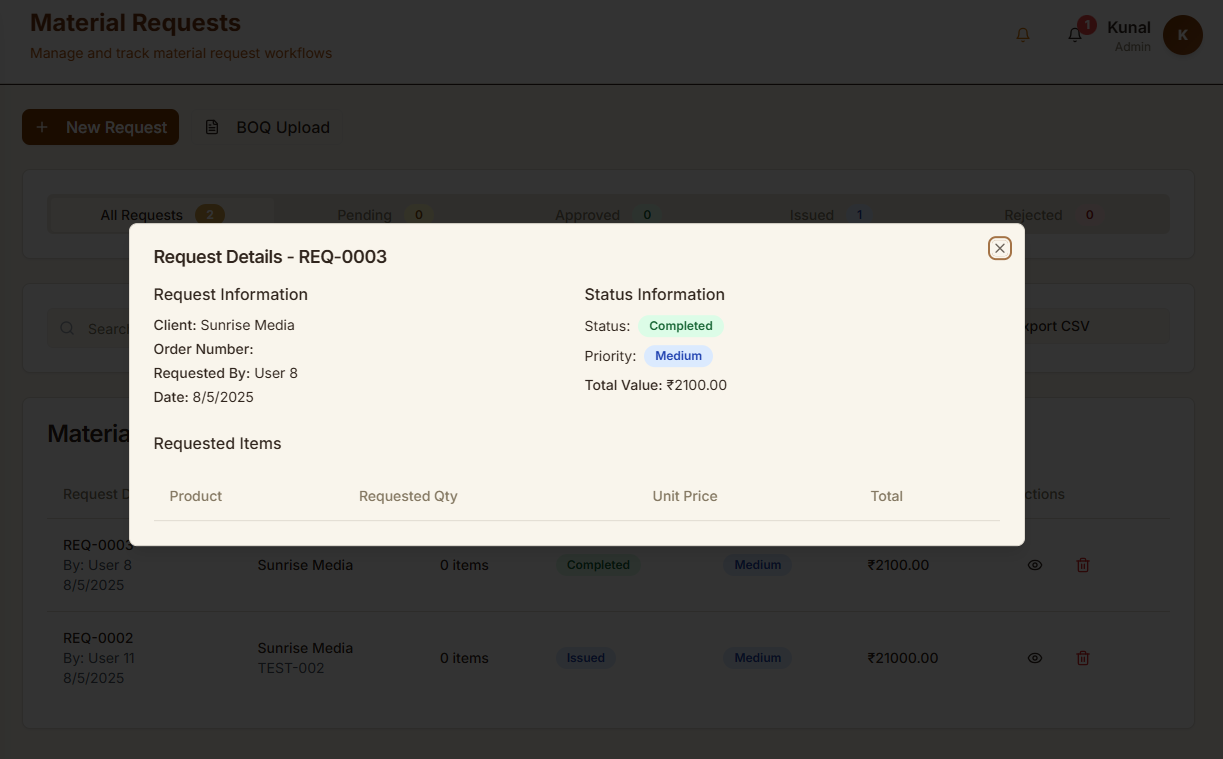 Material Requests
Manage and track material request workflows
1
Kunal
Admin
K
New Request
BOQ Upload
All Requests 2
Pending 0
Approved 0
Issued 1
Rejected 0
Request Details - REQ-0003
Request Information
Client: Sunrise Media
Order Number:
Requested By: User 8
Date: 8/5/2025
Status Information
Status: Completed
Priority: Medium
Total Value: ₹2100.00
Requested Items
Product Requested Qty Unit Price Total
xport CSV
Materia
Request D
ctions
REQ-0003
By: User 8
8/5/2025
Sunrise Media
0 items
Completed
Medium
₹2100.00
REQ-0002
By: User 11
8/5/2025
Sunrise Media
TEST-002
0 items
Issued
Medium
₹21000.00